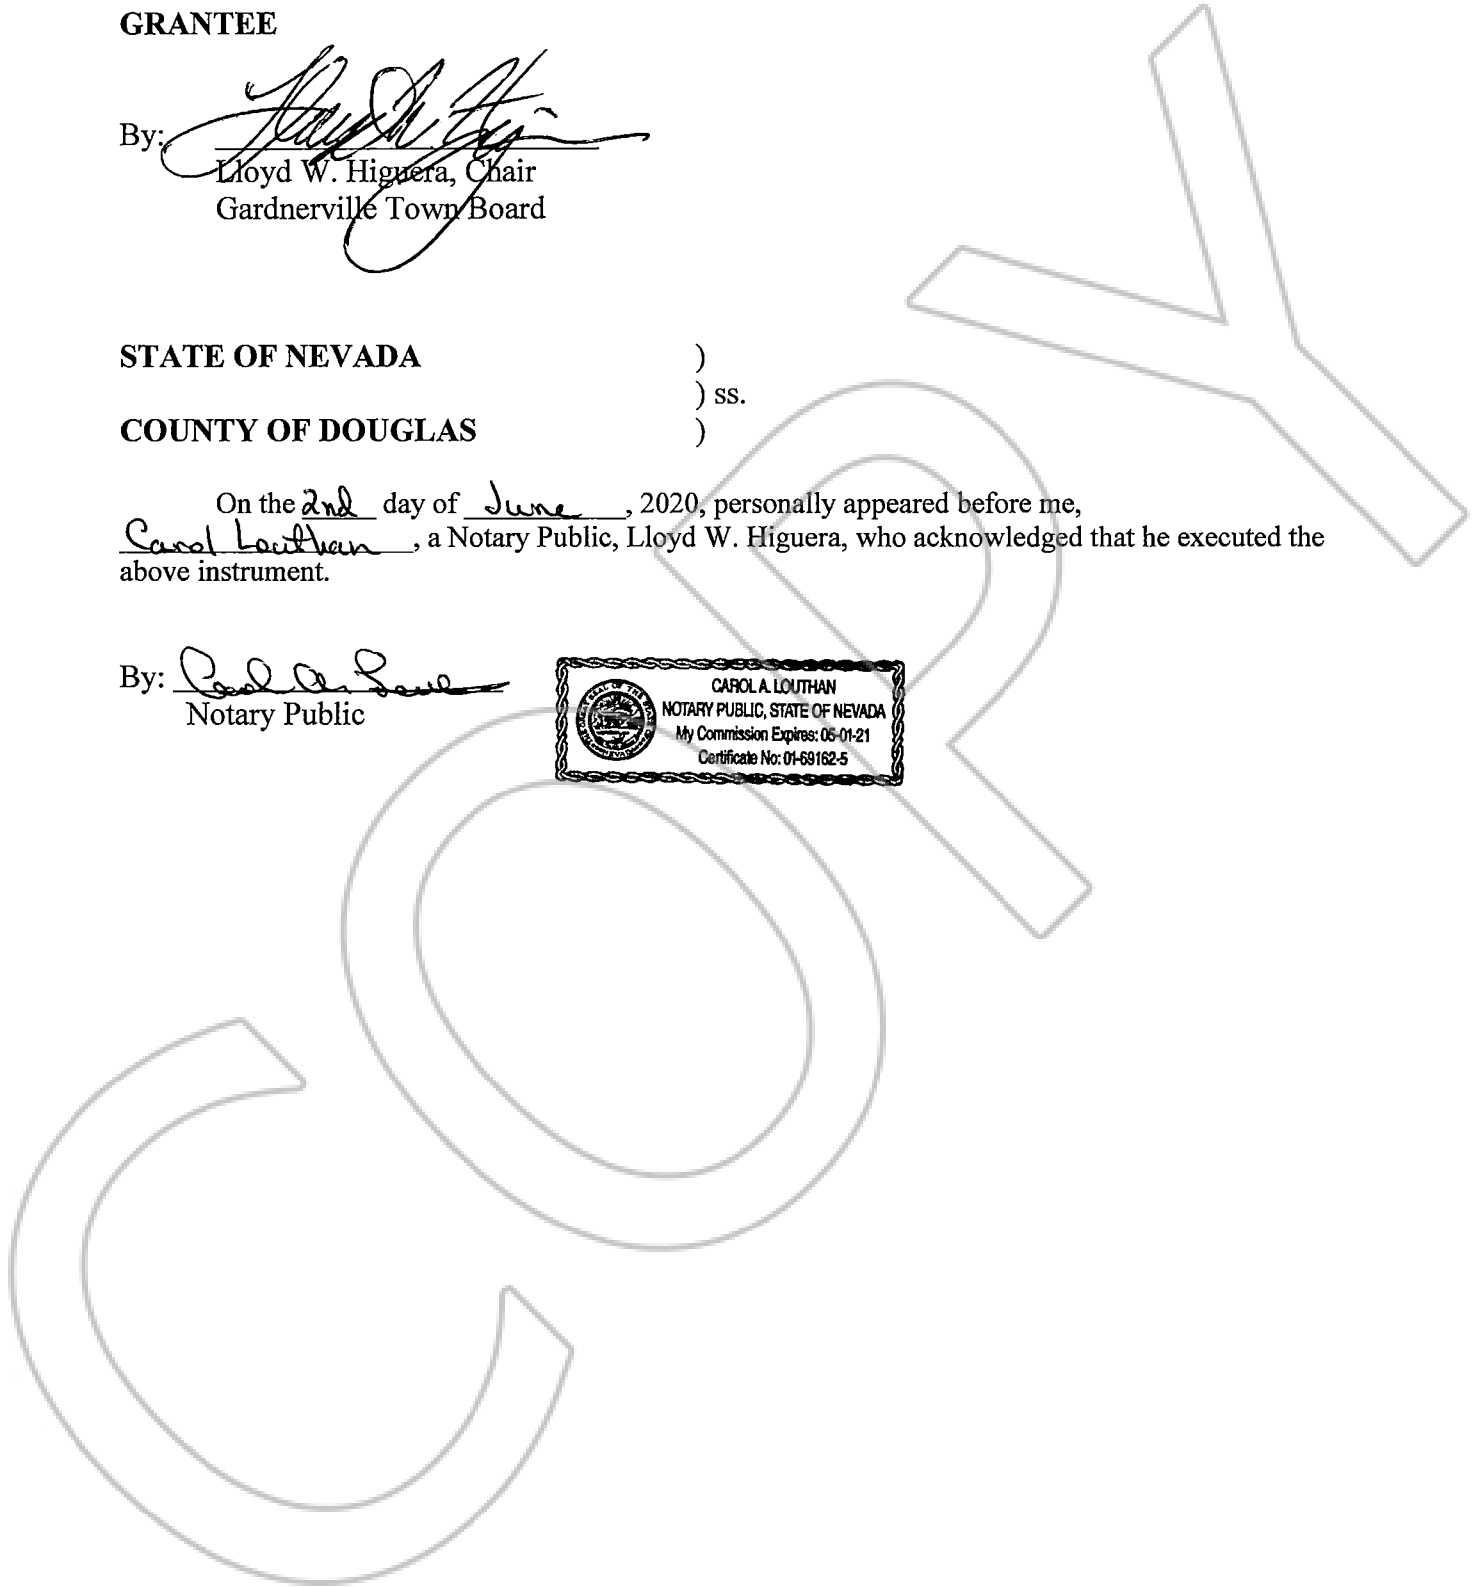 GRANTEE
By:
Lloyd W. Higuera, Chair
Gardnerville Town Board
STATE OF NEVADA )
) ss.
COUNTY OF DOUGLAS )
On the 2nd day of June, 2020, personally appeared before me,
Carol Louthan, a Notary Public, Lloyd W. Higuera, who acknowledged that he executed the
above instrument.
By:
Notary Public
CAROL A. LOUTHAN
NOTARY PUBLIC, STATE OF NEVADA
My Commission Expires: 05-01-21
Certificate No: 01-69162-5
COPY